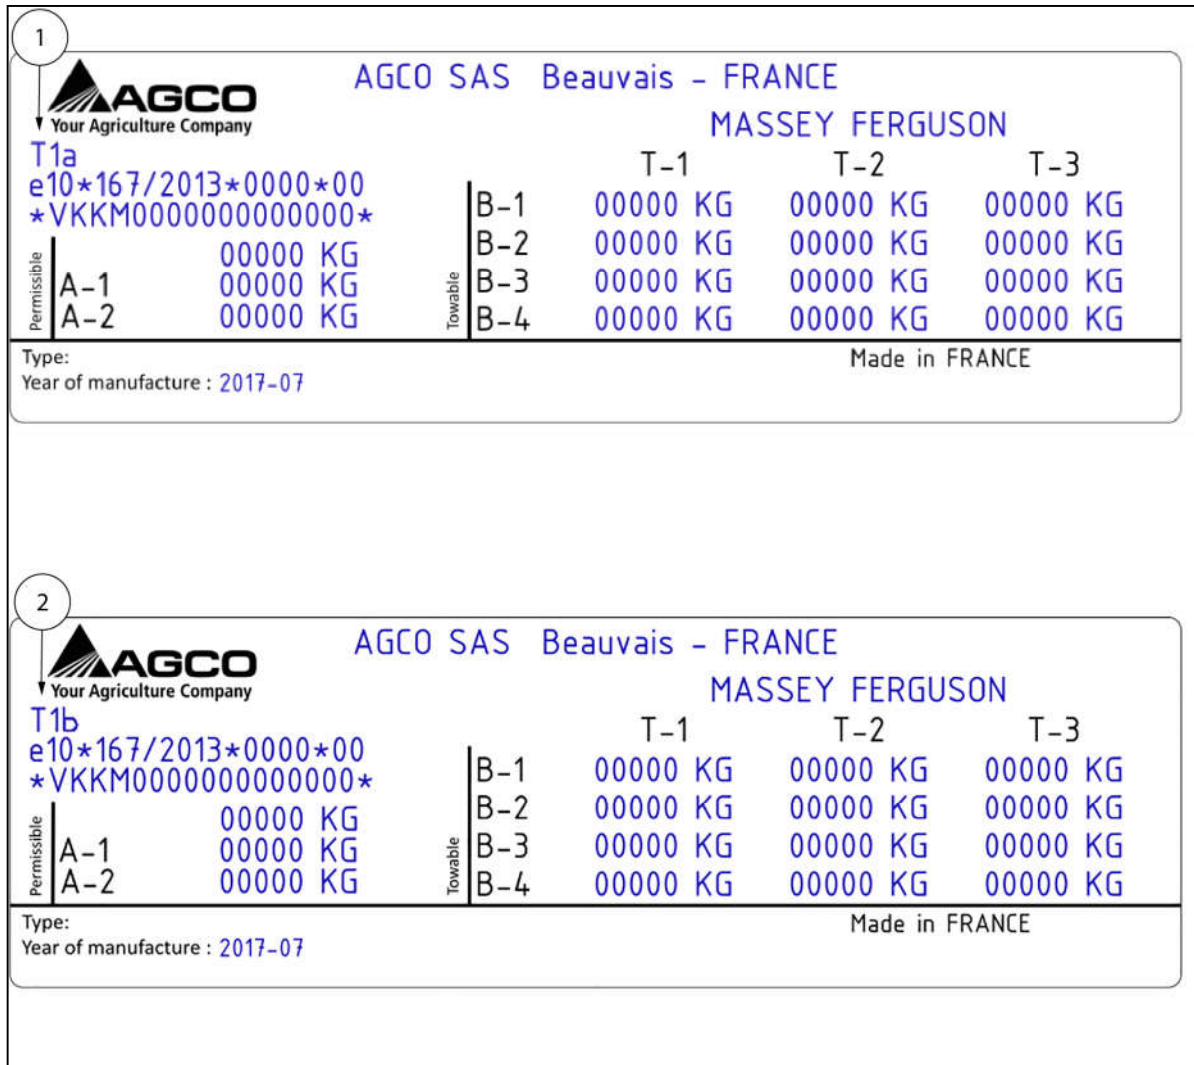 1
AGCO
Your Agriculture Company
AGCO SAS Beauvais - FRANCE
MASSEY FERGUSON
T1a
e10*167/2013*0000*00
*VKKM0000000000000*
Permissible
00000 KG
A-1 00000 KG
A-2 00000 KG
T-1 T-2 T-3
Towable
B-1 00000 KG 00000 KG 00000 KG
B-2 00000 KG 00000 KG 00000 KG
B-3 00000 KG 00000 KG 00000 KG
B-4 00000 KG 00000 KG 00000 KG
Type:
Year of manufacture : 2017-07
Made in FRANCE
2
AGCO
Your Agriculture Company
AGCO SAS Beauvais - FRANCE
MASSEY FERGUSON
T1b
e10*167/2013*0000*00
*VKKM0000000000000*
Permissible
00000 KG
A-1 00000 KG
A-2 00000 KG
T-1 T-2 T-3
Towable
B-1 00000 KG 00000 KG 00000 KG
B-2 00000 KG 00000 KG 00000 KG
B-3 00000 KG 00000 KG 00000 KG
B-4 00000 KG 00000 KG 00000 KG
Type:
Year of manufacture : 2017-07
Made in FRANCE